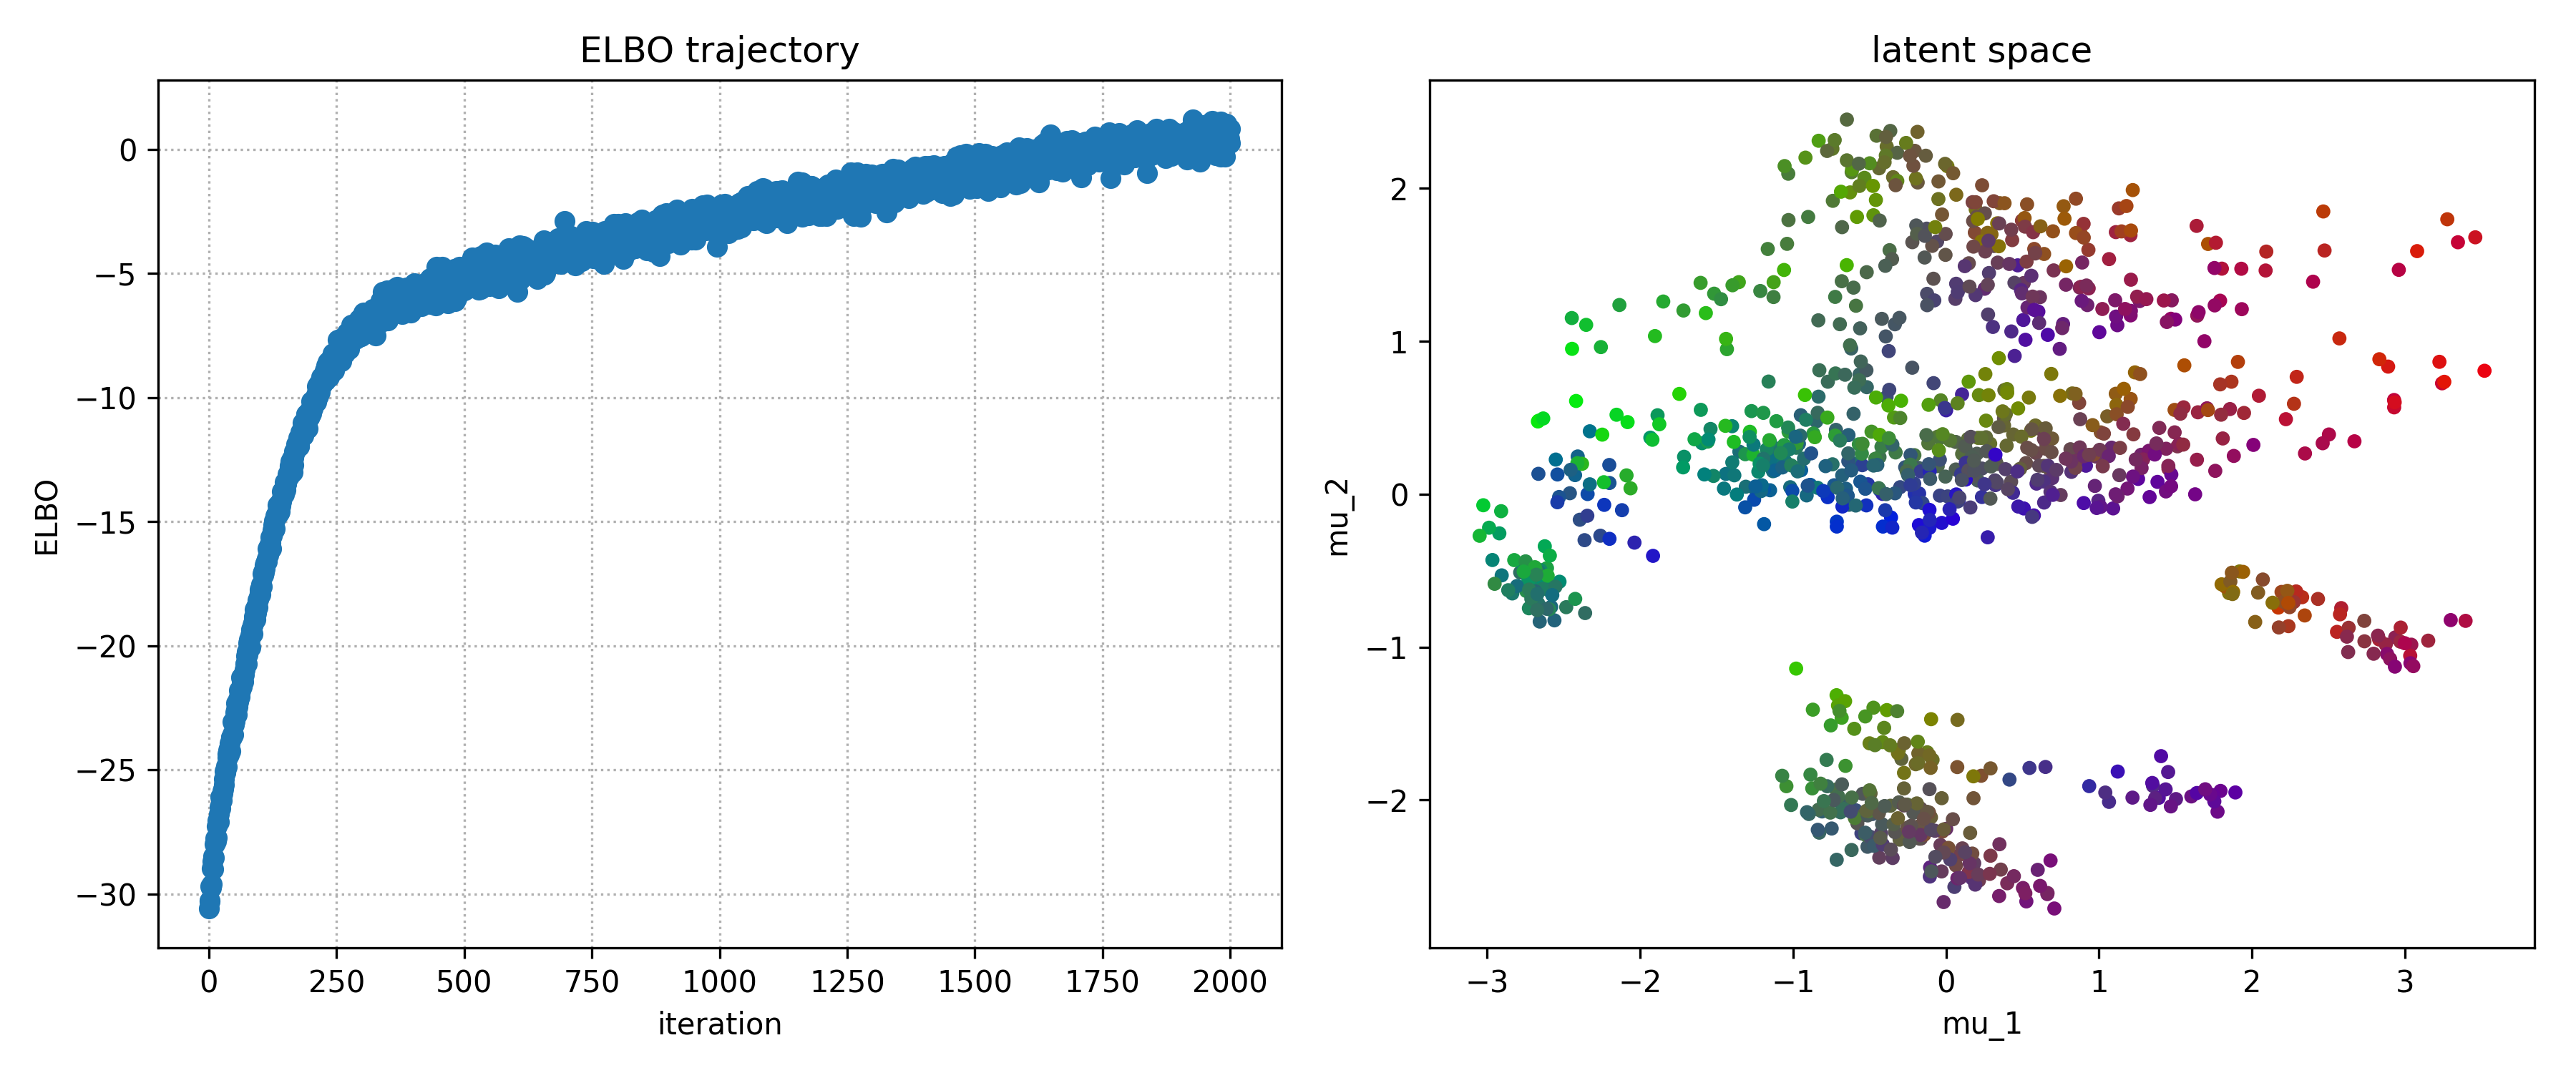 ELBO trajectory
ELBO
0
−5
−10
−15
−20
−25
−30
0 250 500 750 1000 1250 1500 1750 2000
iteration
latent space
mu_2
2
1
0
−1
−2
−3 −2 −1 0 1 2 3
mu_1